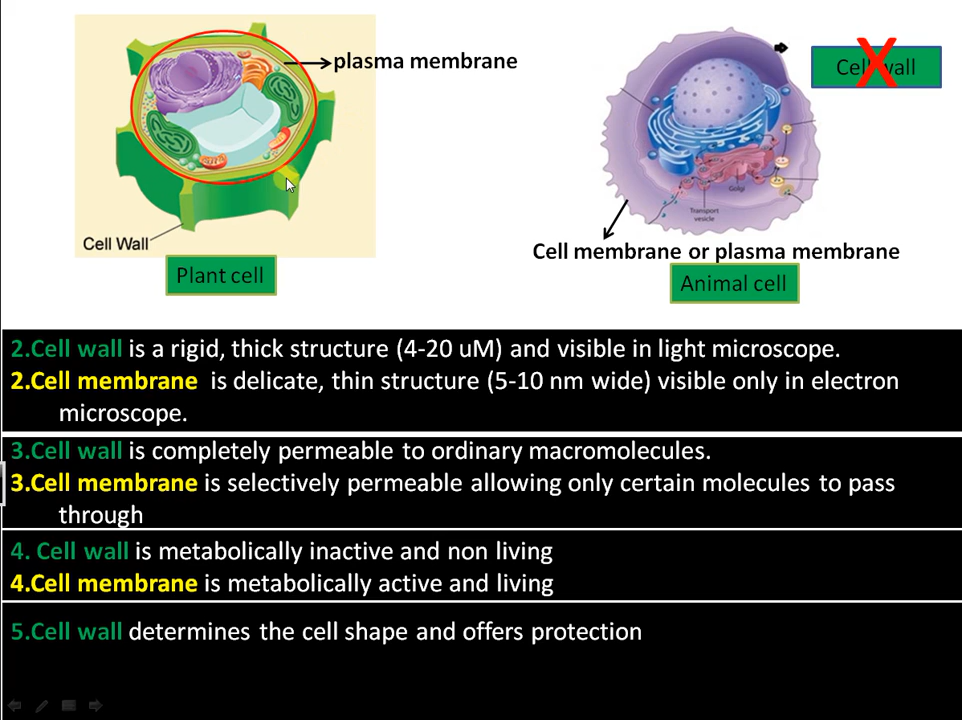 plasma membrane
Cell Wall
Plant cell
Cell wall
Golgi
Transport
vesicle
Cell membrane or plasma membrane
Animal cell
2.Cell wall is a rigid, thick structure (4-20 uM) and visible in light microscope.
2.Cell membrane is delicate, thin structure (5-10 nm wide) visible only in electron
microscope.
3.Cell wall is completely permeable to ordinary macromolecules.
3.Cell membrane is selectively permeable allowing only certain molecules to pass
through
4. Cell wall is metabolically inactive and non living
4.Cell membrane is metabolically active and living
5.Cell wall determines the cell shape and offers protection